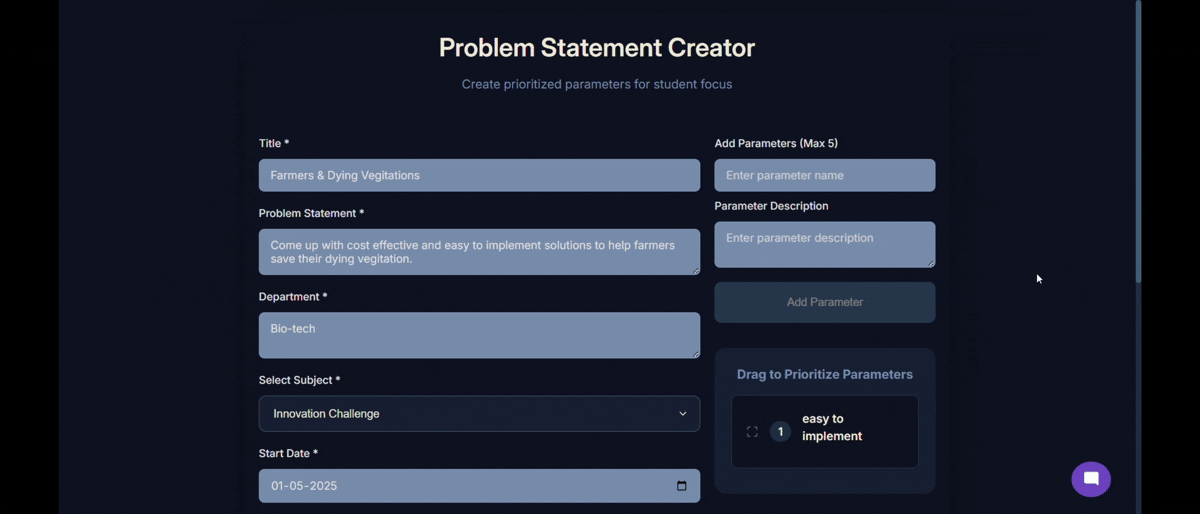 Problem Statement Creator
Create prioritized parameters for student focus
Title *
Farmers & Dying Vegitations
Problem Statement *
Come up with cost effective and easy to implement solutions to help farmers
save their dying vegitation.
Department *
Bio-tech
Select Subject *
Innovation Challenge
Start Date *
01-05-2025
Add Parameters (Max 5)
Enter parameter name
Parameter Description
Enter parameter description
Add Parameter
Drag to Prioritize Parameters
1
easy to
implement